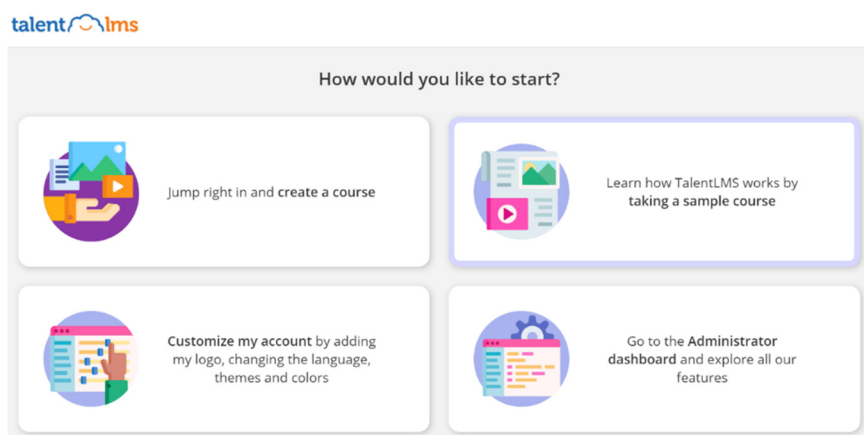 talentlms
How would you like to start?
Jump right in and create a course
Learn how TalentLMS works by
taking a sample course
Customize my account by adding
my logo, changing the language,
themes and colors
Go to the Administrator
dashboard and explore all our
features